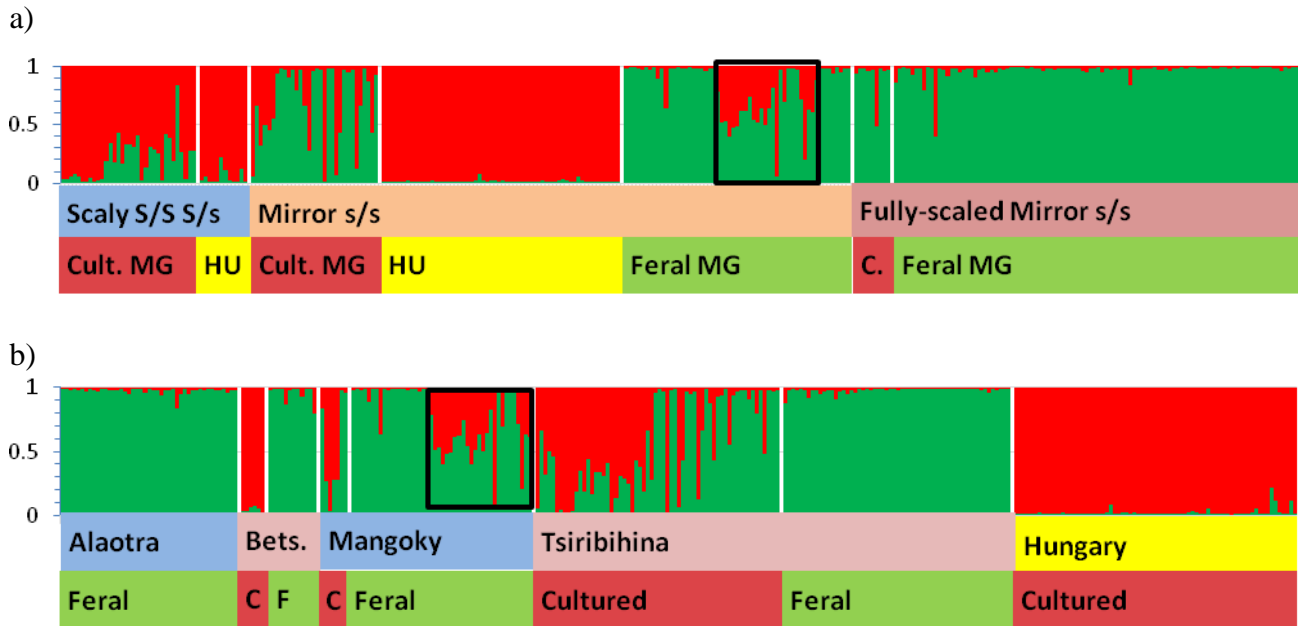 a)
1
0.5
0
Scaly S/S S/s Mirror s/s Fully-scaled Mirror s/s
Cult. MG HU Cult. MG HU Feral MG C. Feral MG
b)
1
0.5
0
Alaotra Bets. Mangoky Tsiribihina Hungary
Feral C F C Feral Cultured Feral Cultured